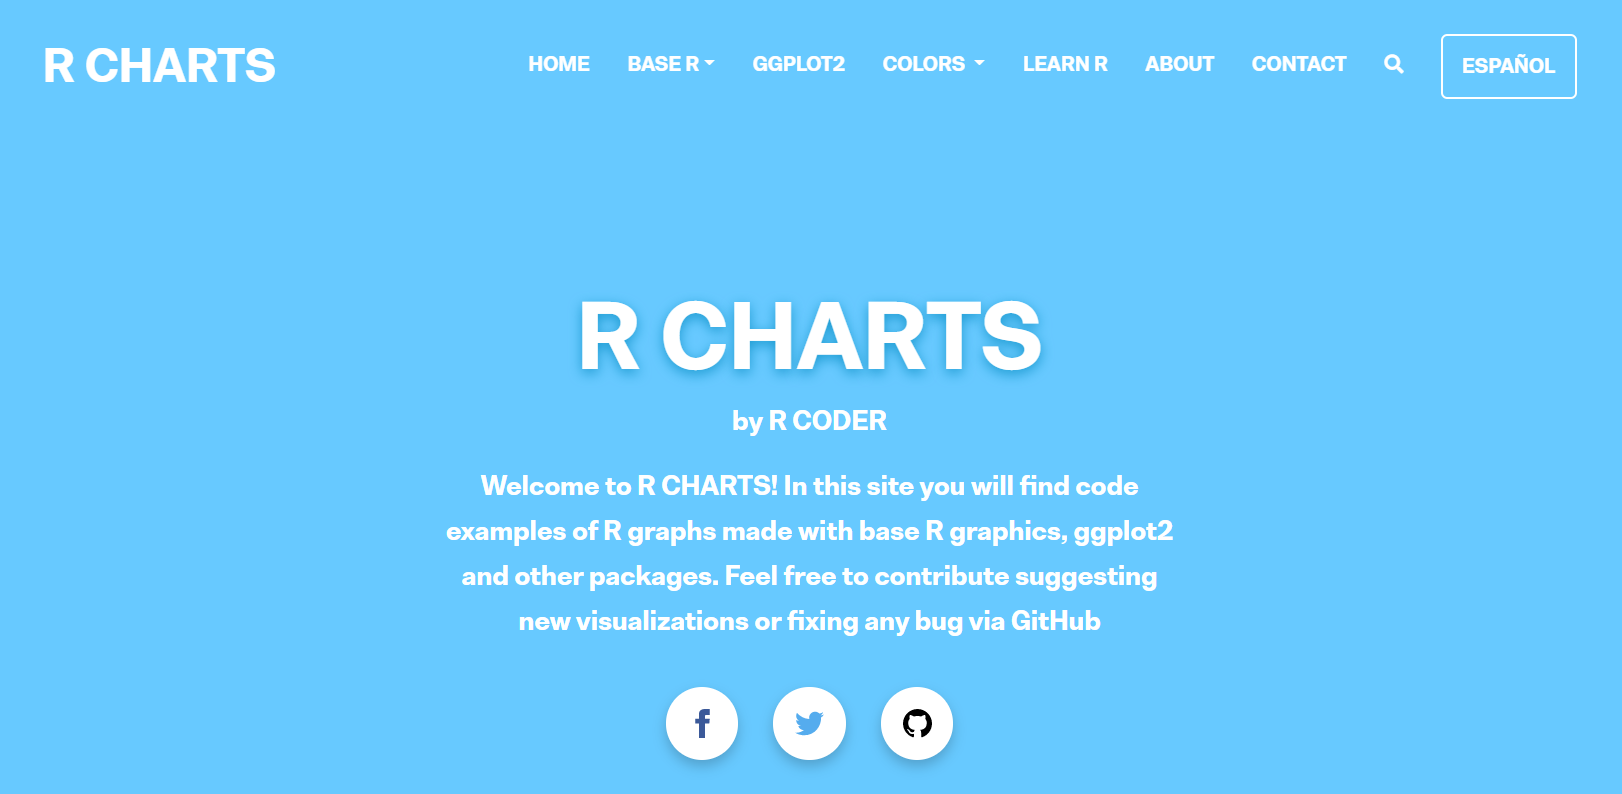 R CHARTS
HOME
BASE R
GGPLOT2
COLORS
LEARN R
ABOUT
CONTACT
ESPAÑOL
R CHARTS
by R CODER
Welcome to R CHARTS! In this site you will find code
examples of R graphs made with base R graphics, ggplot2
and other packages. Feel free to contribute suggesting
new visualizations or fixing any bug via GitHub